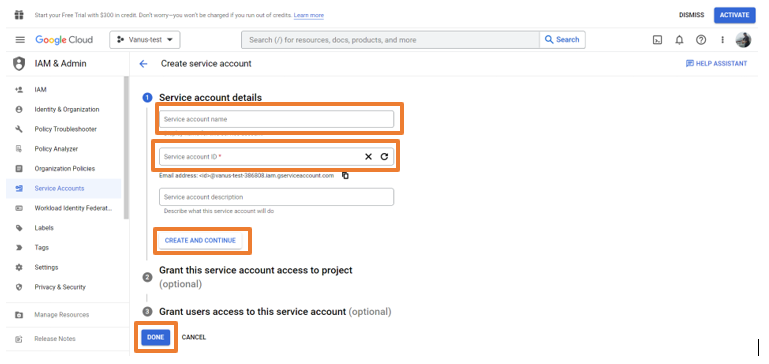 Start your Free Trial with $300 in credit. Don't worry—you won't be charged if you run out of credits. Learn more
DISMISS
ACTIVATE
Google Cloud
Vanus-test
Search (/) for resources, docs, products, and more
Search
IAM & Admin
Create service account
HELP ASSISTANT
IAM
Identity & Organization
Policy Troubleshooter
Policy Analyzer
Organization Policies
Service Accounts
Workload Identity Federat...
Labels
Tags
Settings
Privacy & Security
Manage Resources
Release Notes
1 Service account details
Service account name
Service account ID *
Email address: <id>@vanus-test-386808.iam.gserviceaccount.com
Service account description
Describe what this service account will do
CREATE AND CONTINUE
2 Grant this service account access to project
(optional)
3 Grant users access to this service account (optional)
DONE
CANCEL